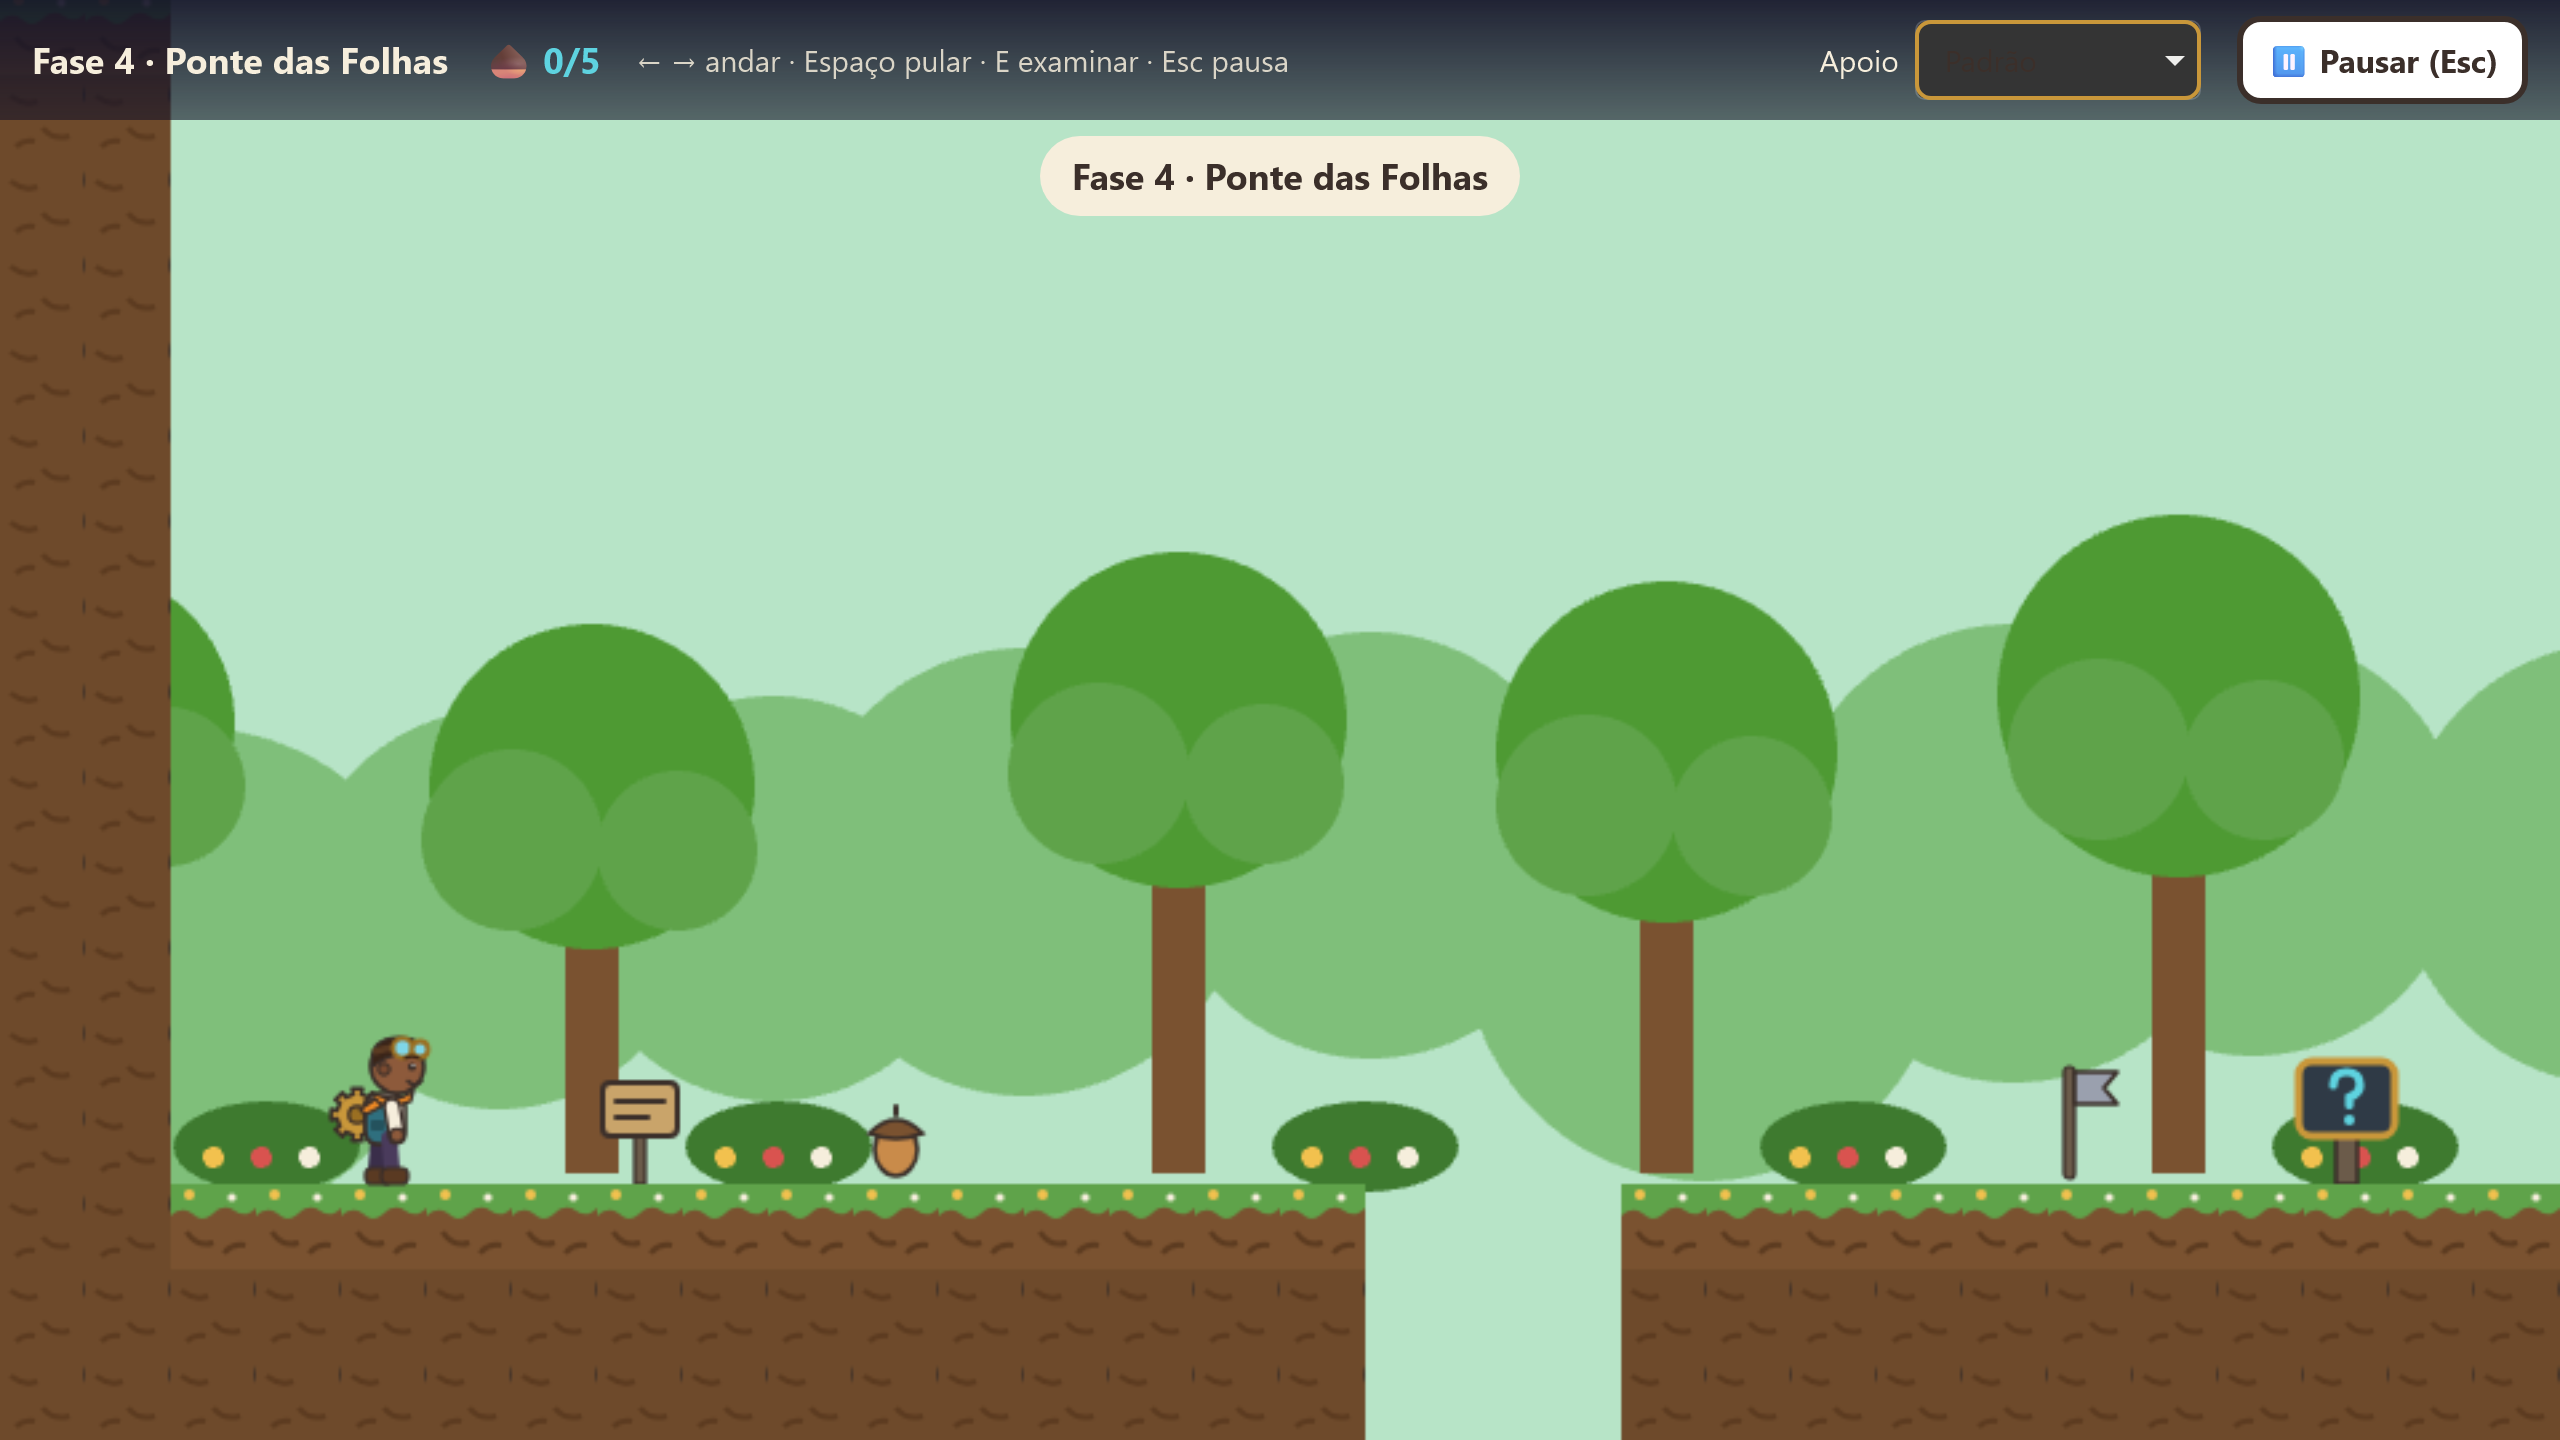 Fase 4 · Ponte das Folhas
0/5
← → andar · Espaço pular · E examinar · Esc pausa
Apoio
Pausar (Esc)
Fase 4 · Ponte das Folhas
?